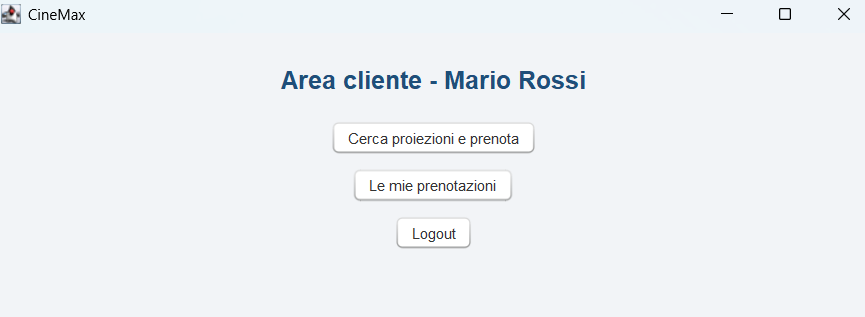 CineMax
Area cliente - Mario Rossi
Cerca proiezioni e prenota
Le mie prenotazioni
Logout